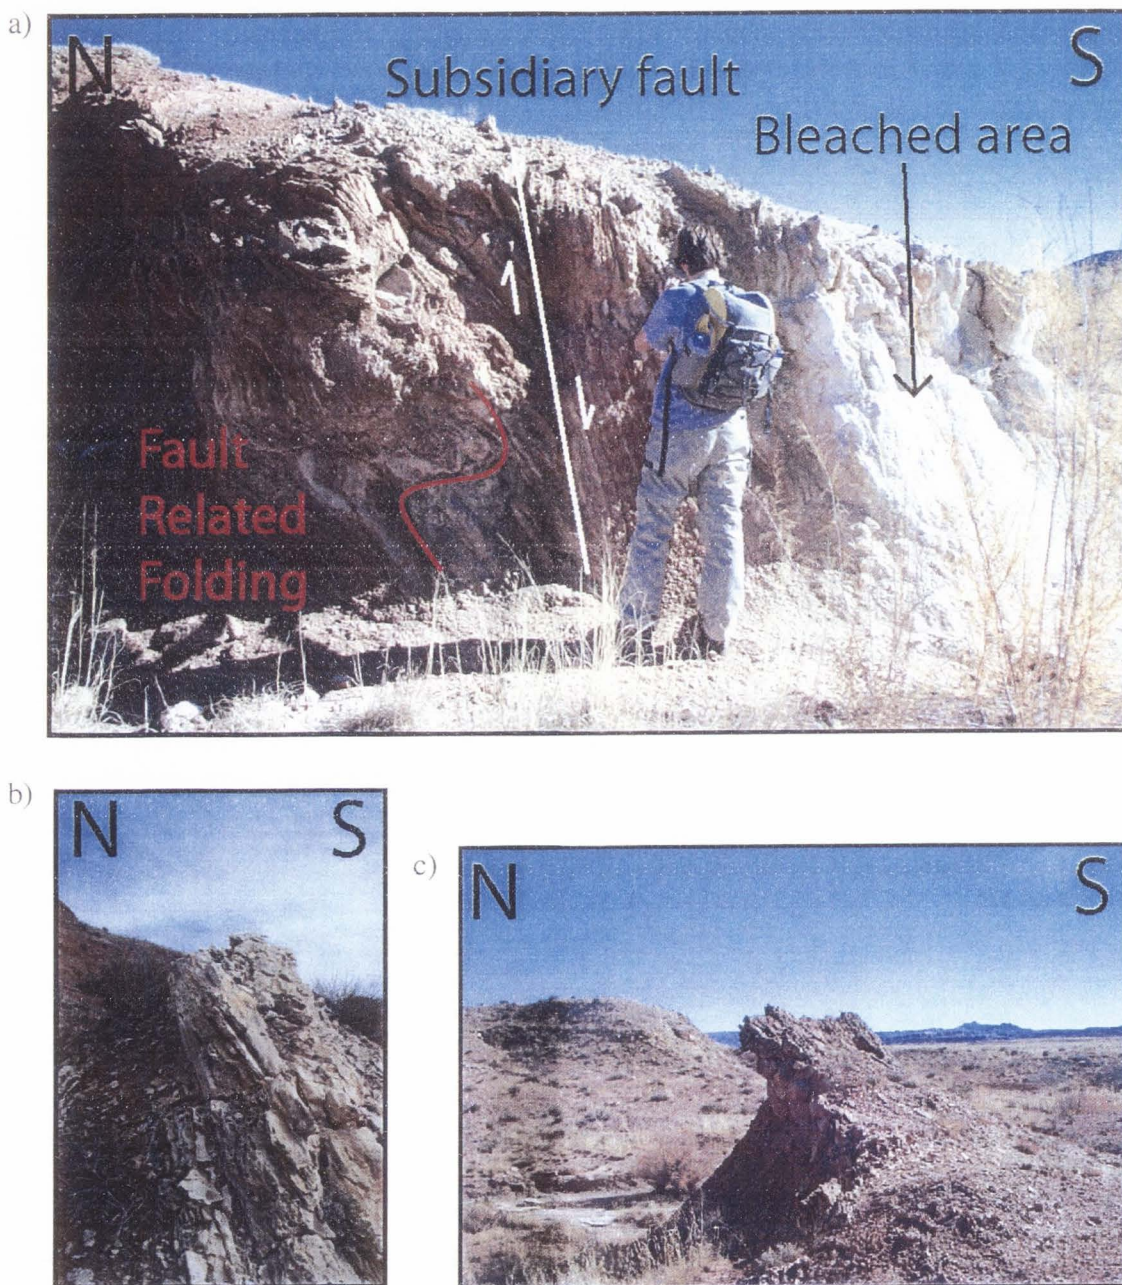 a)
N
S
Subsidiary fault
Bleached area
Fault
Related
Folding
b)
N
S
c)
N
S